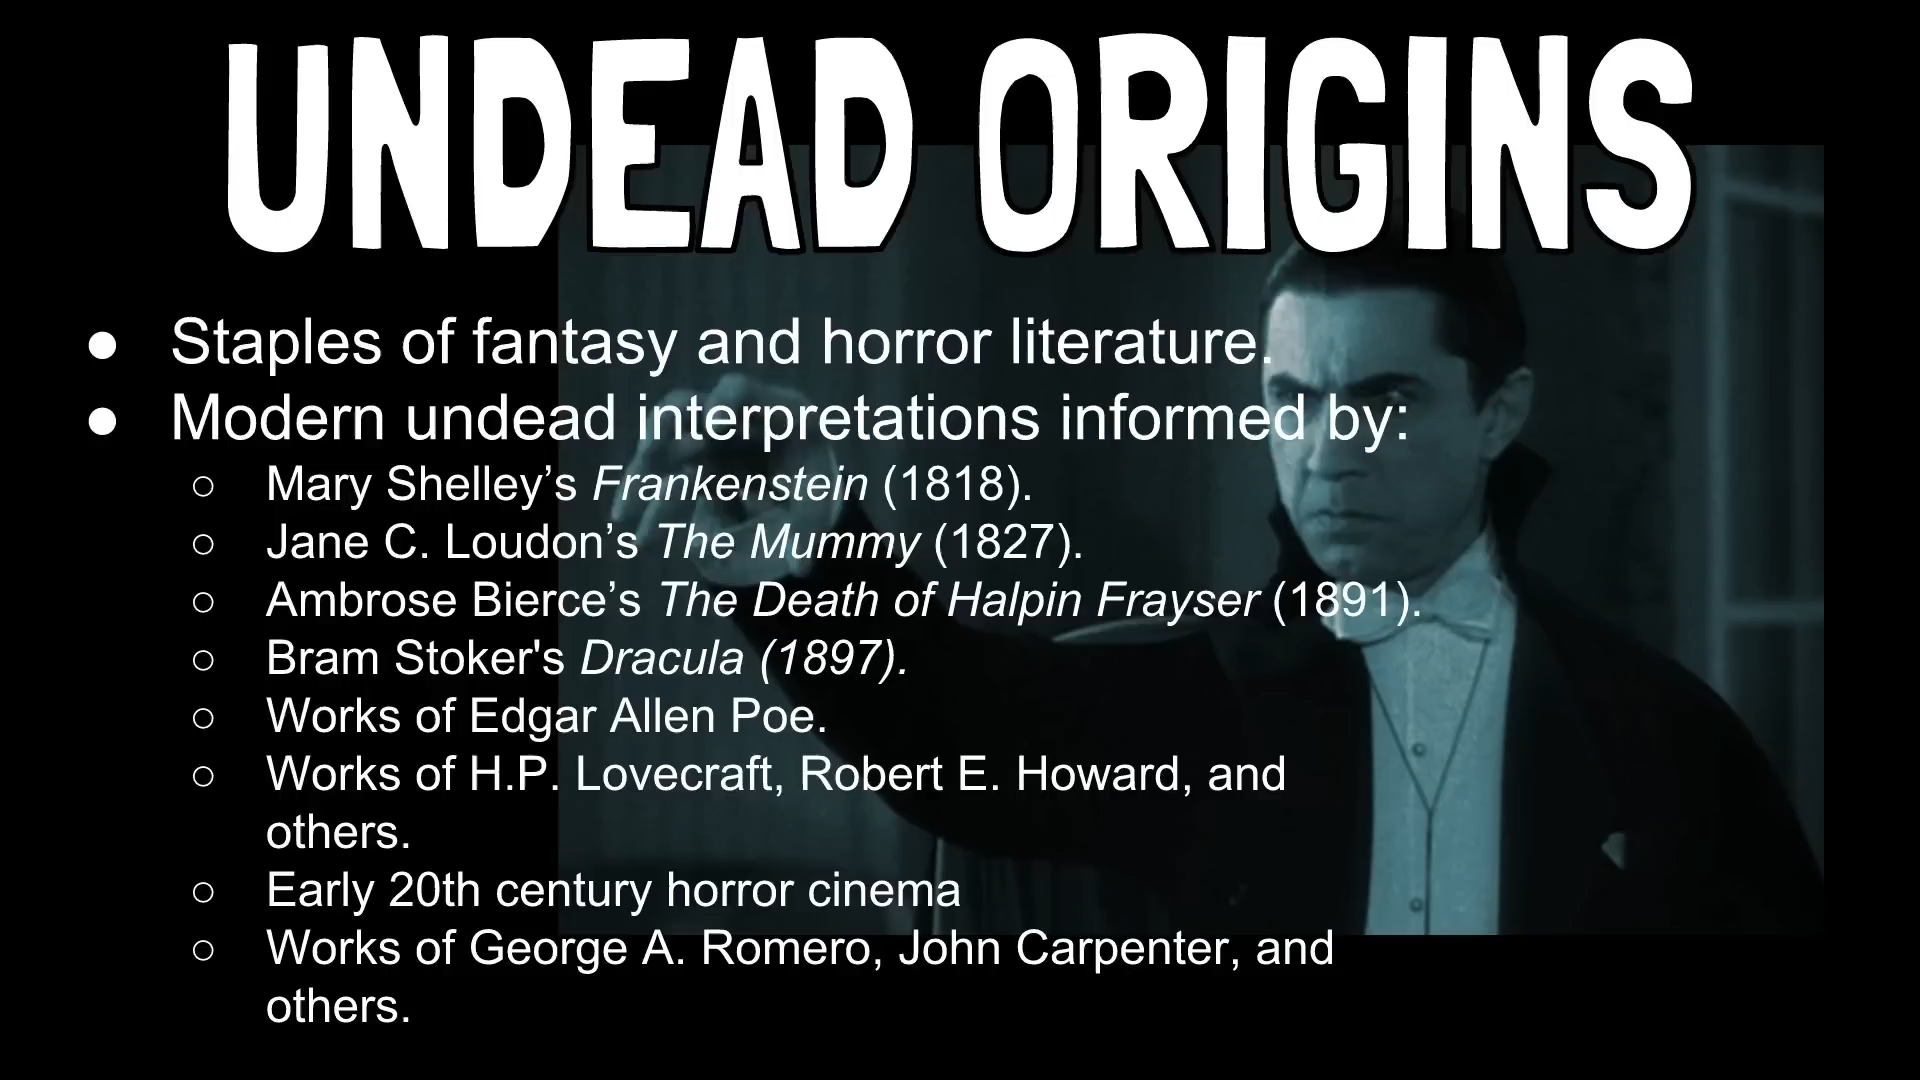 UNDEAD ORIGINS
● Staples of fantasy and horror literature.
● Modern undead interpretations informed by:
○ Mary Shelley’s Frankenstein (1818).
○ Jane C. Loudon’s The Mummy (1827).
○ Ambrose Bierce’s The Death of Halpin Frayser (1891).
○ Bram Stoker's Dracula (1897).
○ Works of Edgar Allen Poe.
○ Works of H.P. Lovecraft, Robert E. Howard, and
others.
○ Early 20th century horror cinema
○ Works of George A. Romero, John Carpenter, and
others.